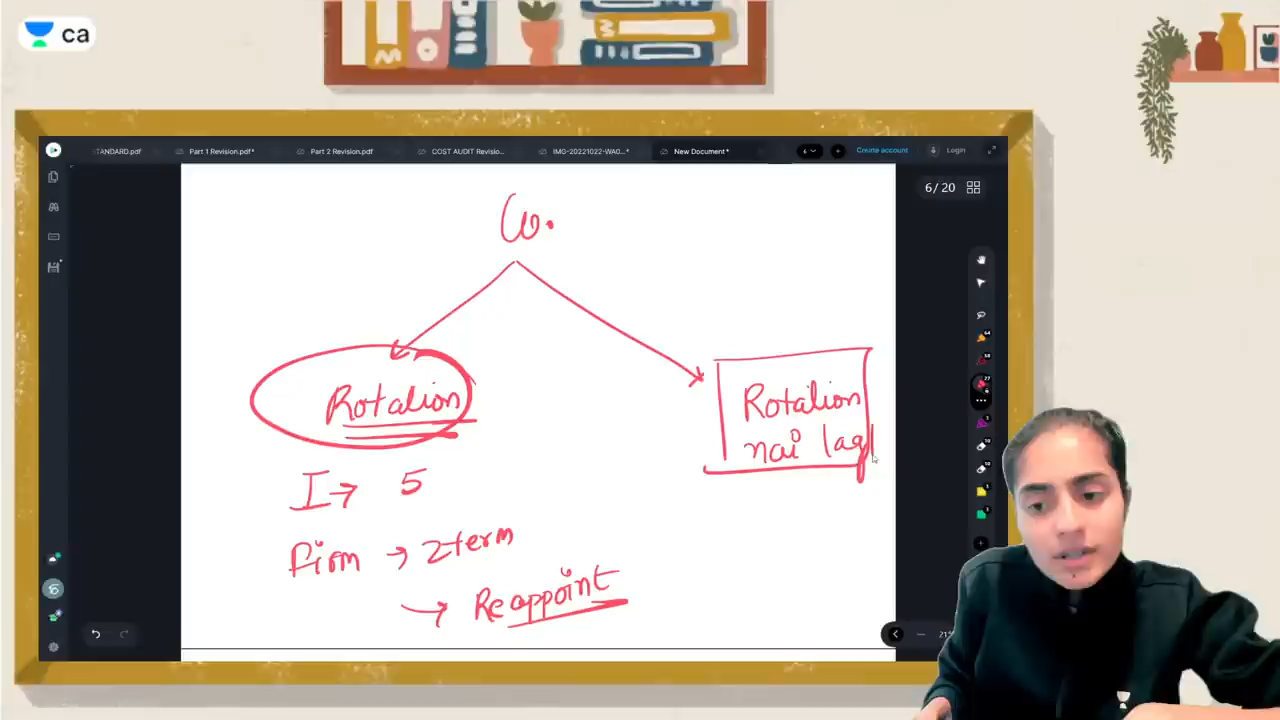 ca
TANDARD.pdf
Part 1 Revision.pdf*
Part 2 Revision.pdf
COST AUDIT Revisio...
IMG-20221022-WA0...*
New Document*
Create account
Login
6/20
Co.
Rotation
Rotation
nai lag
I → 5
Firm → 2 term
→ Reappoint